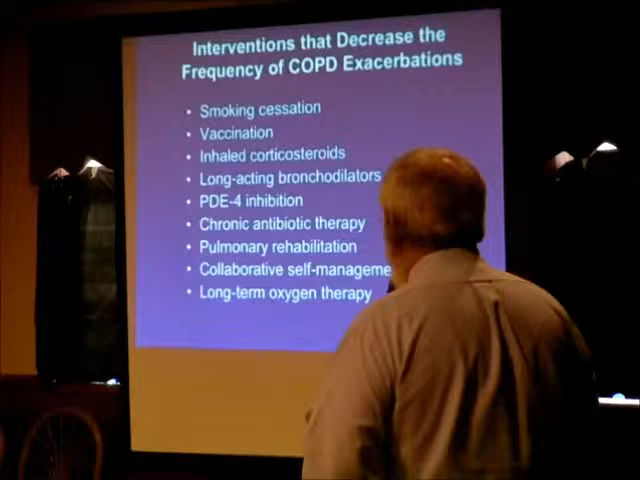 Interventions that Decrease the
Frequency of COPD Exacerbations
• Smoking cessation
• Vaccination
• Inhaled corticosteroids
• Long-acting bronchodilators
• PDE-4 inhibition
• Chronic antibiotic therapy
• Pulmonary rehabilitation
• Collaborative self-manageme
• Long-term oxygen therapy